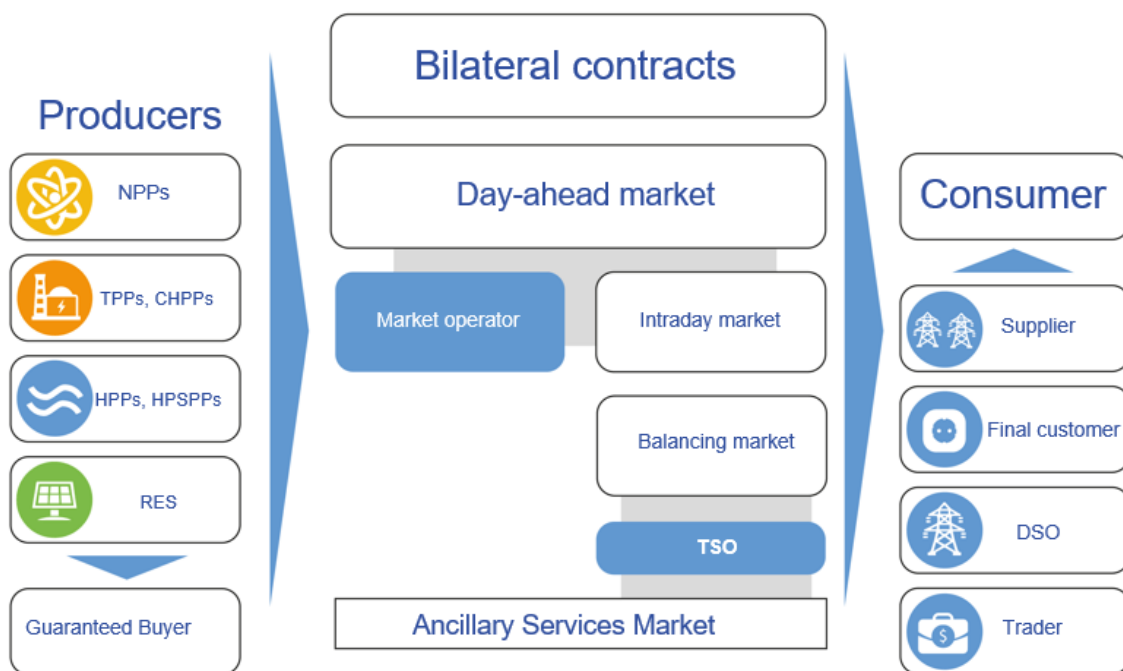 Producers
NPPs
TPPs, CHPPs
HPPs, HPSPPs
RES
Guaranteed Buyer
Bilateral contracts
Day-ahead market
Market operator
Intraday market
Balancing market
TSO
Ancillary Services Market
Consumer
Supplier
Final customer
DSO
Trader
$